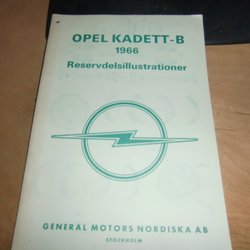 OPEL KADETT-B
1966
Reservdelsillustrationer
GENERAL MOTORS NORDISKA AB
STOCKHOLM